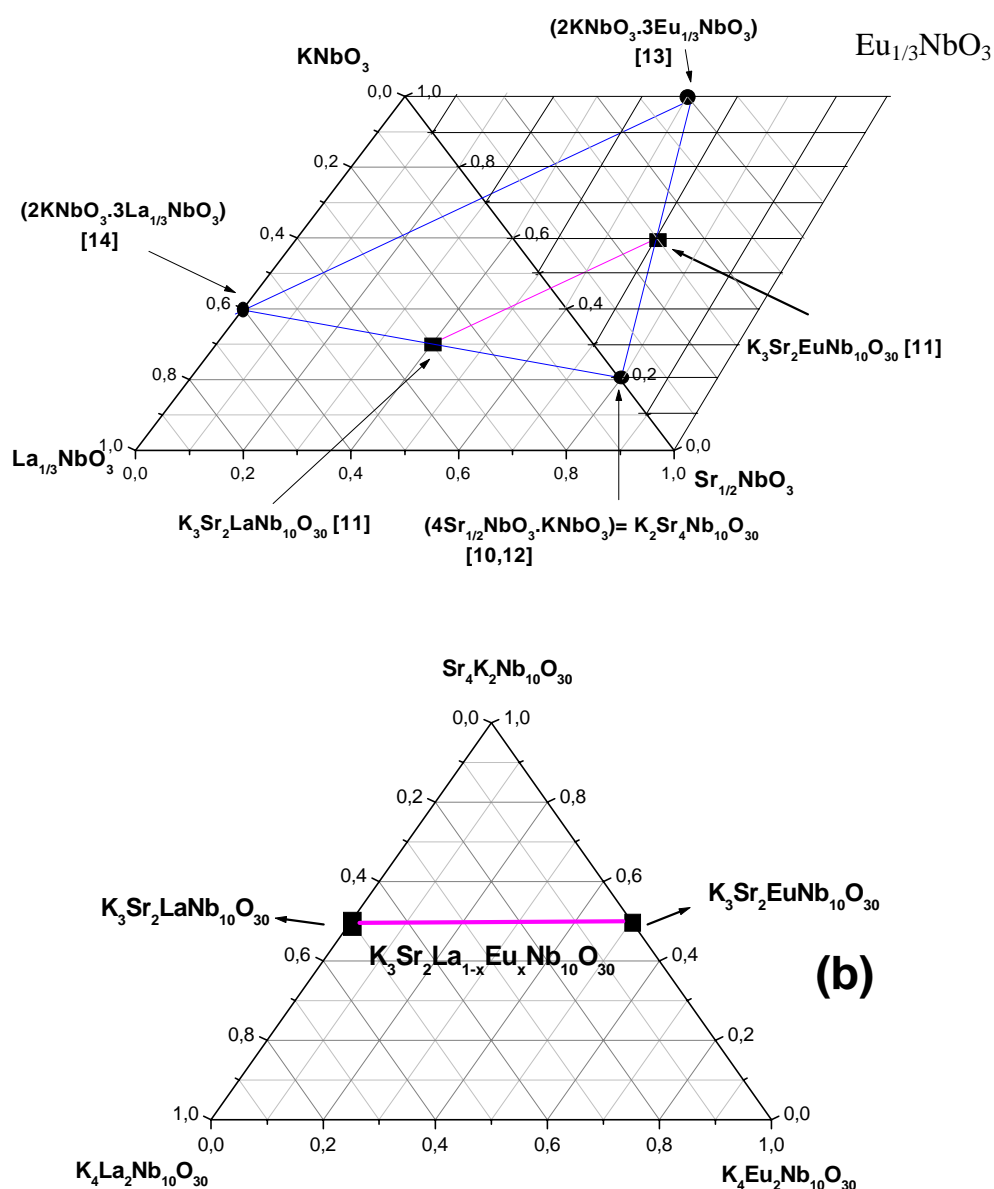 (2KNbO3.3Eu1/3NbO3)
[13]
Eu1/3NbO3
KNbO3
0,0
1,0
0,2
0,8
(2KNbO3.3La1/3NbO3)
[14]
0,4
0,6
0,6
0,4
K3Sr2EuNb10O30 [11]
0,8
0,2
La1/3NbO3
1,0
0,0
0,0
0,2
0,4
0,6
0,8
1,0
Sr1/2NbO3
K3Sr2LaNb10O30 [11]
(4Sr1/2NbO3.KNbO3)= K2Sr4Nb10O30
[10,12]
Sr4K2Nb10O30
0,0
1,0
0,2
0,8
0,4
0,6
K3Sr2LaNb10O30
K3Sr2EuNb10O30
K3Sr2La1-xEuxNb10O30
0,6
0,4
(b)
0,8
0,2
1,0
0,0
0,0
0,2
0,4
0,6
0,8
1,0
K4La2Nb10O30
K4Eu2Nb10O30